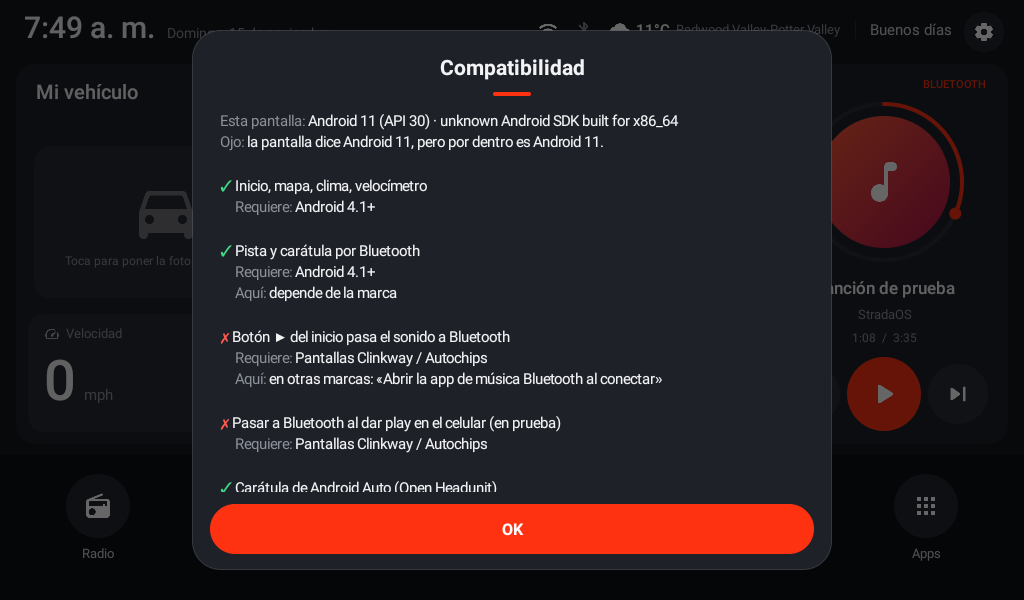 7:49 a. m.
11°C
Redwood Valley-Potter Valley
Buenos días
Mi vehículo
BLUETOOTH
Compatibilidad
Esta pantalla: Android 11 (API 30) · unknown Android SDK built for x86_64
Ojo: la pantalla dice Android 11, pero por dentro es Android 11.
✓ Inicio, mapa, clima, velocímetro
Requiere: Android 4.1+
✓ Pista y carátula por Bluetooth
Requiere: Android 4.1+
Aquí: depende de la marca
✗ Botón ► del inicio pasa el sonido a Bluetooth
Requiere: Pantallas Clinkway / Autochips
Aquí: en otras marcas: «Abrir la app de música Bluetooth al conectar»
✗ Pasar a Bluetooth al dar play en el celular (en prueba)
Requiere: Pantallas Clinkway / Autochips
✓ Carátula de Android Auto (Open Headunit)
OK
Toca para poner la foto
Velocidad
0 mph
nción de prueba
StradaOS
1:08 / 3:35
Radio
Apps